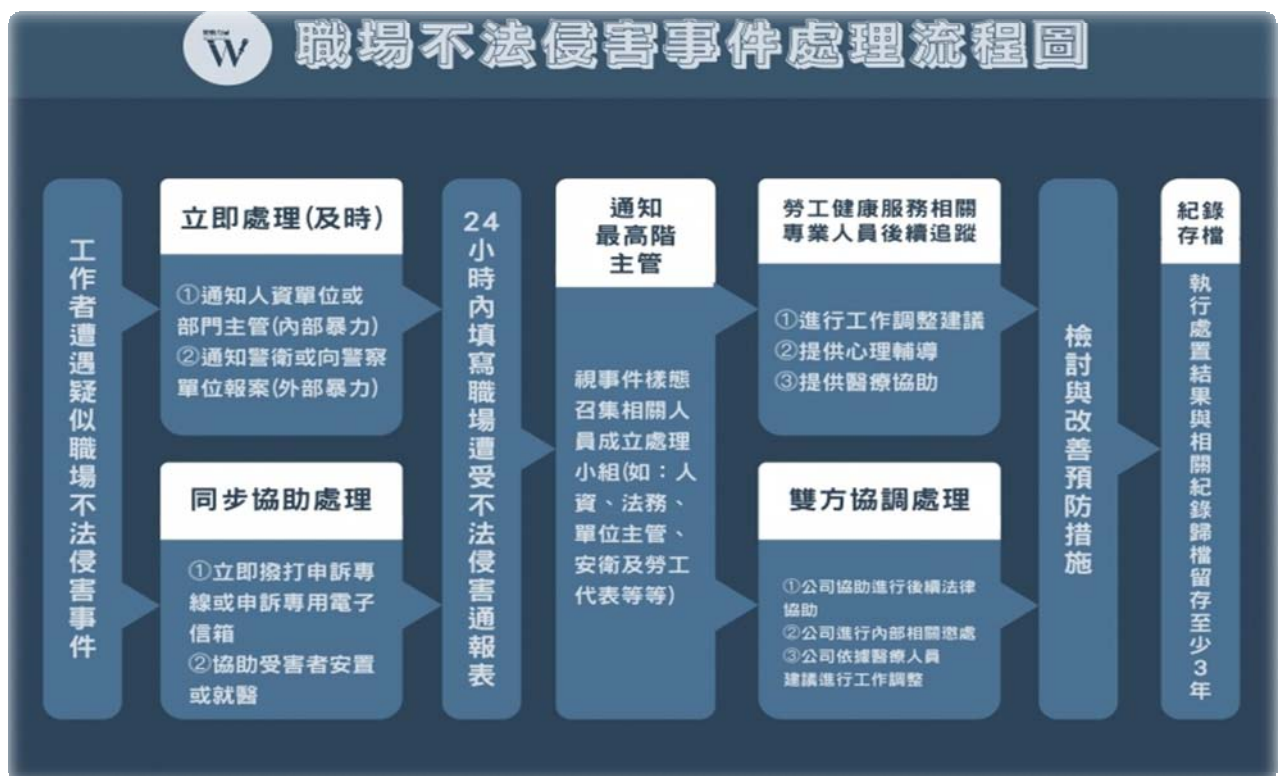 W
職場不法侵害事件處理流程圖
工作者遭遇疑似職場不法侵害事件
立即處理(及時)
①通知人資單位或
部門主管(內部暴力)
②通知警衛或向警察
單位報案(外部暴力)
同步協助處理
①立即撥打申訴專
線或申訴專用電子
信箱
②協助受害者安置
或就醫
24小時內填寫職場遭受不法侵害通報表
通知
最高階
主管
視事件樣態
召集相關人
員成立處理
小組(如：人
資、法務、
單位主管、
安衛及勞工
代表等等)
勞工健康服務相關
專業人員後續追蹤
①進行工作調整建議
②提供心理輔導
③提供醫療協助
雙方協調處理
①公司協助進行後續法律
協助
②公司進行內部相關懲處
③公司依據醫療人員
建議進行工作調整
檢討與改善預防措施
紀錄
存檔
執行處置結果與相關紀錄歸檔留存至少3年